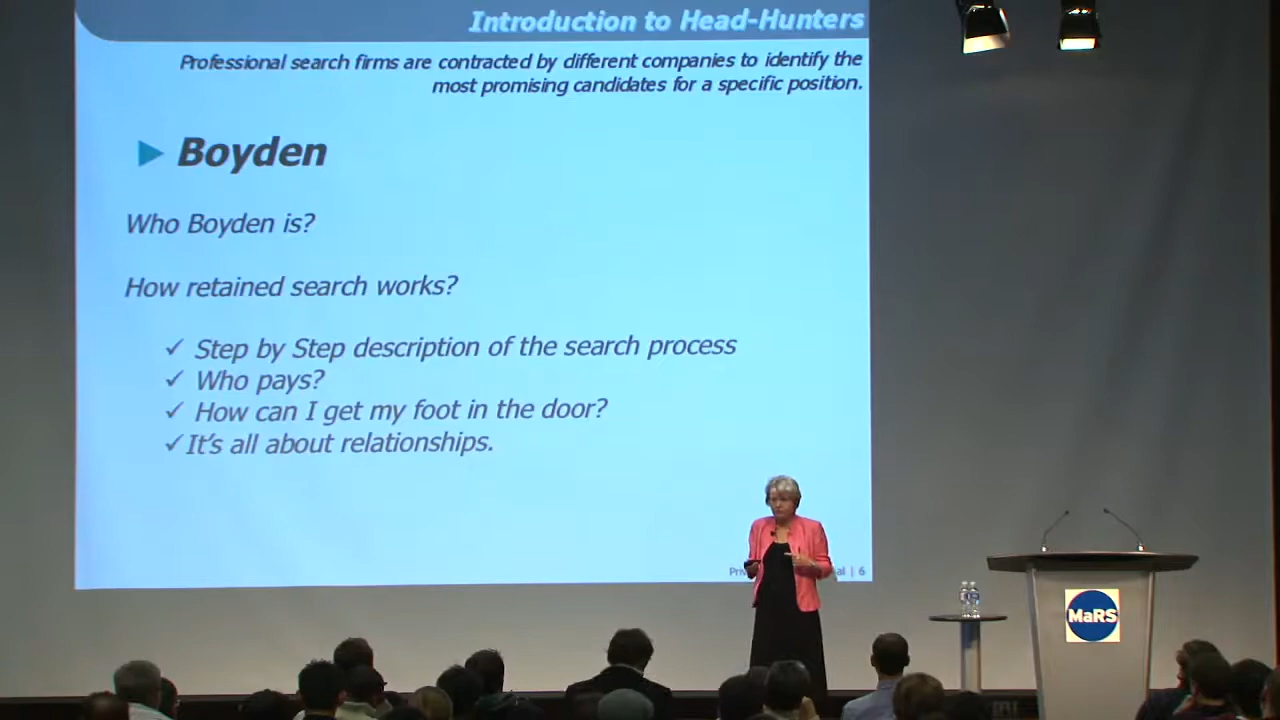 Introduction to Head-Hunters
Professional search firms are contracted by different companies to identify the
most promising candidates for a specific position.
Boyden
Who Boyden is?
How retained search works?
✓ Step by Step description of the search process
✓ Who pays?
✓ How can I get my foot in the door?
✓ It's all about relationships.
| 6
MaRS